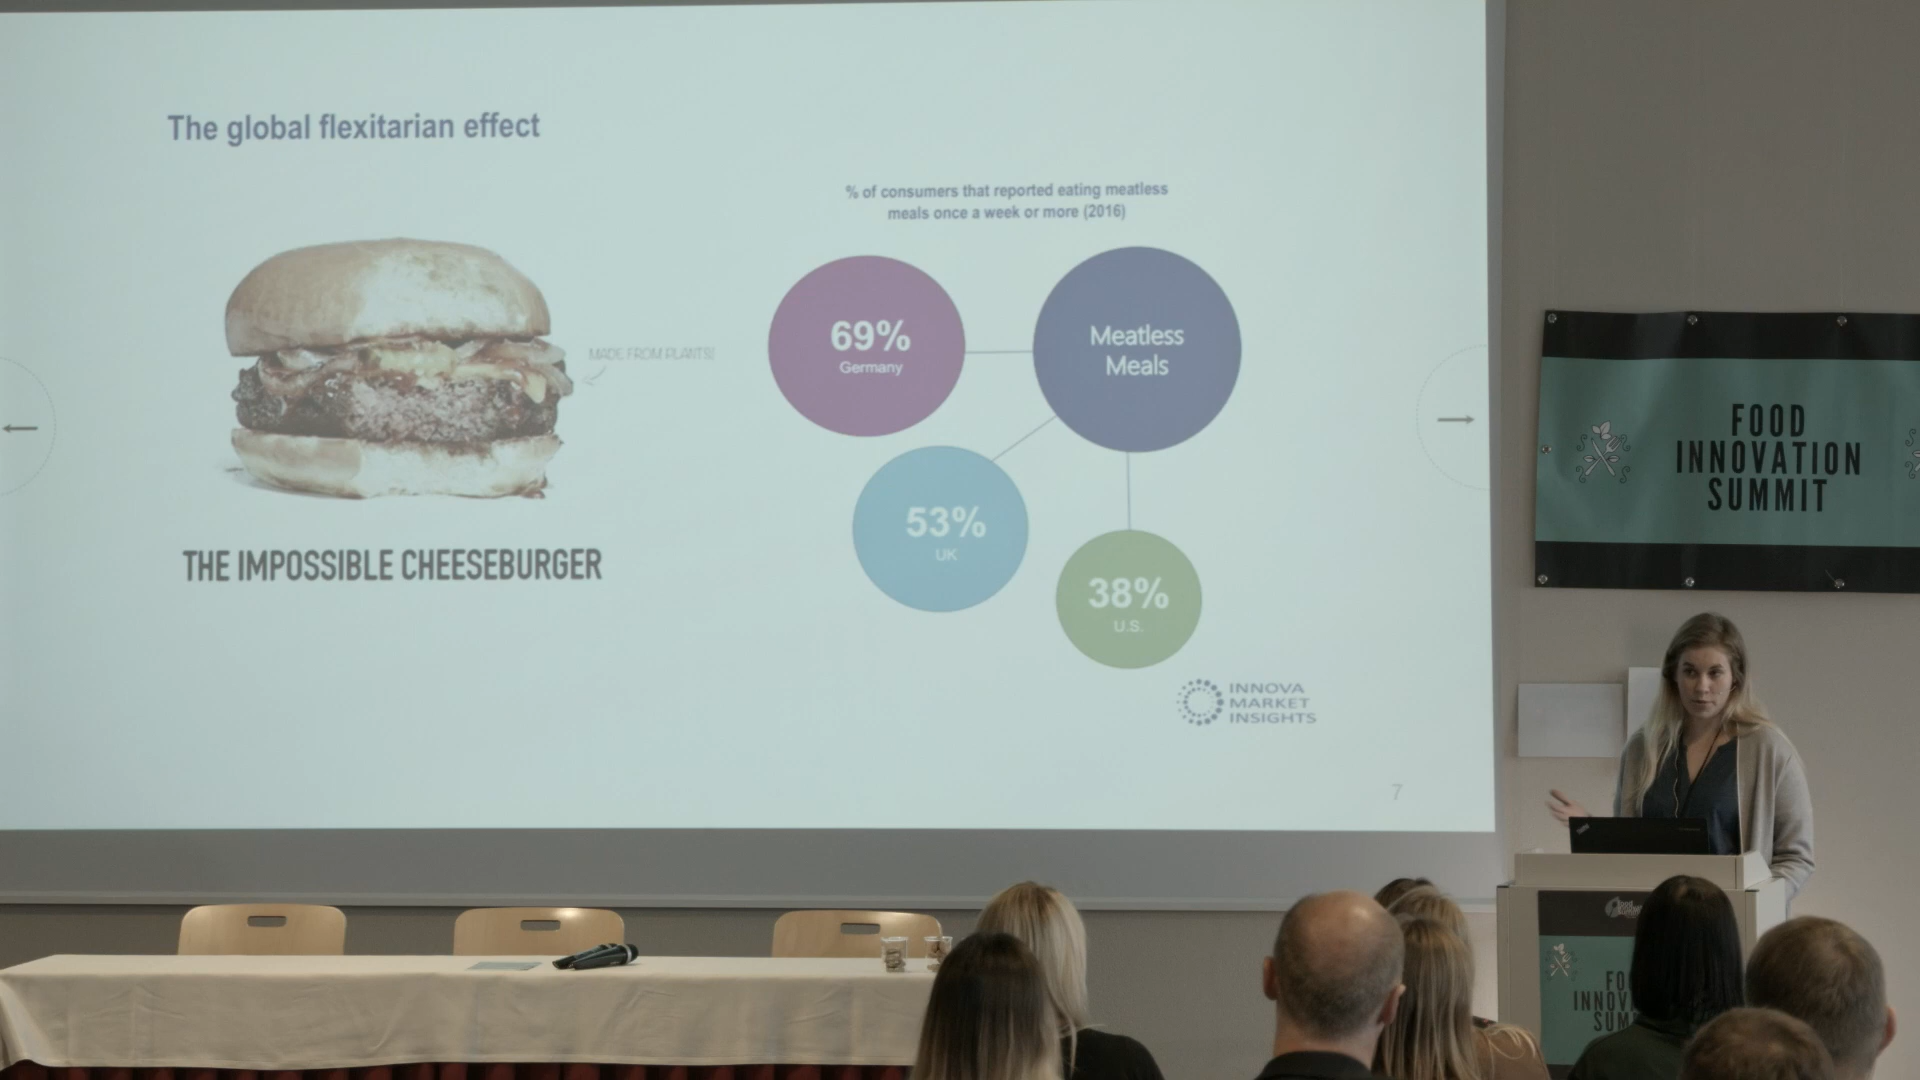 The global flexitarian effect
% of consumers that reported eating meatless
meals once a week or more (2016)
MADE FROM PLANTS!
69%
Germany
Meatless
Meals
53%
UK
38%
U.S.
THE IMPOSSIBLE CHEESEBURGER
INNOVA
MARKET
INSIGHTS
7
FOOD
INNOVATION
SUMMIT